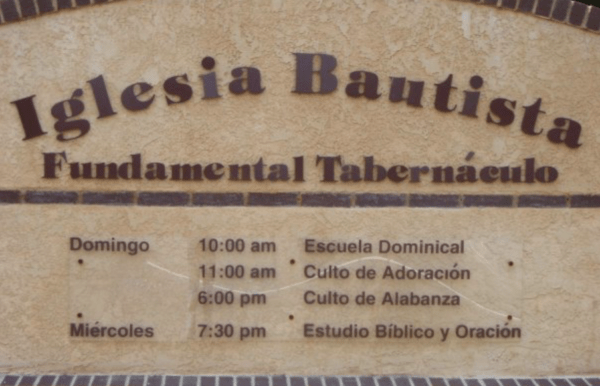 Iglesia Bautista
Fundamental Tabernáculo
Domingo 10:00 am Escuela Dominical
11:00 am Culto de Adoración
6:00 pm Culto de Alabanza
Miércoles 7:30 pm Estudio Bíblico y Oración